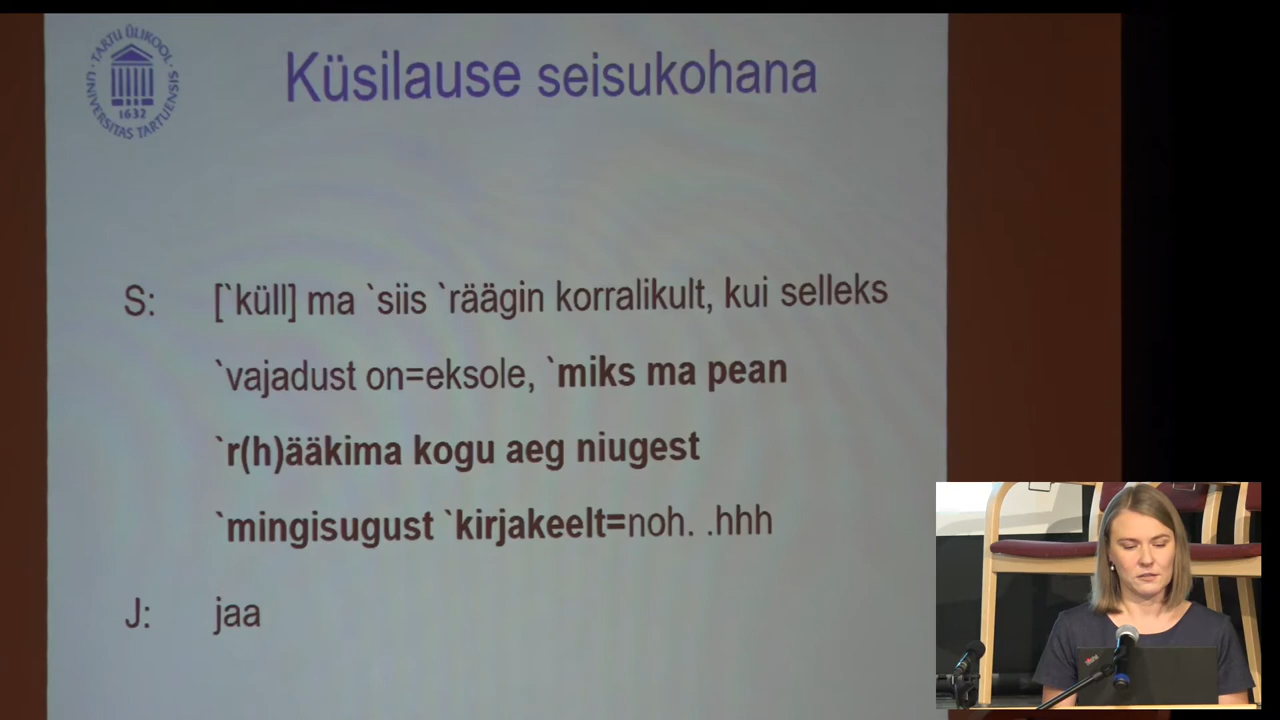 TARTU ÜLIKOOL
UNIVERSITAS TARTUENSIS
1632
Küsilause seisukohana
S: [`küll] ma `siis `räägin korralikult, kui selleks
`vajadust on=eksole, `miks ma pean
`r(h)ääkima kogu aeg niugest
`mingisugust `kirjakeelt=noh. .hhh
J: jaa